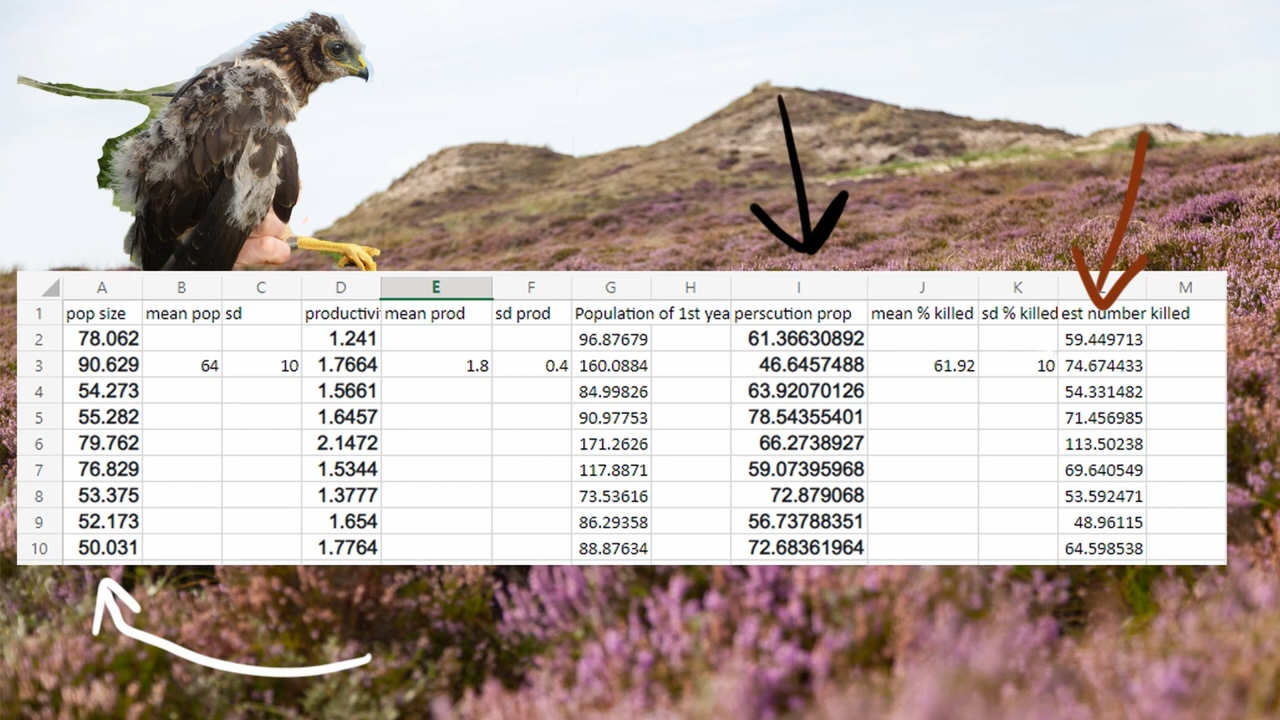 A B C D E F G H I J K M
1 pop size mean pop sd producti mean prod sd prod Population of 1st yea perscution prop mean % killed sd % killed est number killed
2 78.062 1.241 96.87679 61.36630892 59.449713
3 90.629 64 10 1.7664 1.8 0.4 160.0884 46.6457488 61.92 10 74.674433
4 54.273 1.5661 84.99826 63.92070126 54.331482
5 55.282 1.6457 90.97753 78.54355401 71.456985
6 79.762 2.1472 171.2626 66.2738927 113.50238
7 76.829 1.5344 117.8871 59.07395968 69.640549
8 53.375 1.3777 73.53616 72.879068 53.592471
9 52.173 1.654 86.29358 56.73788351 48.96115
10 50.031 1.7764 88.87634 72.68361964 64.598538